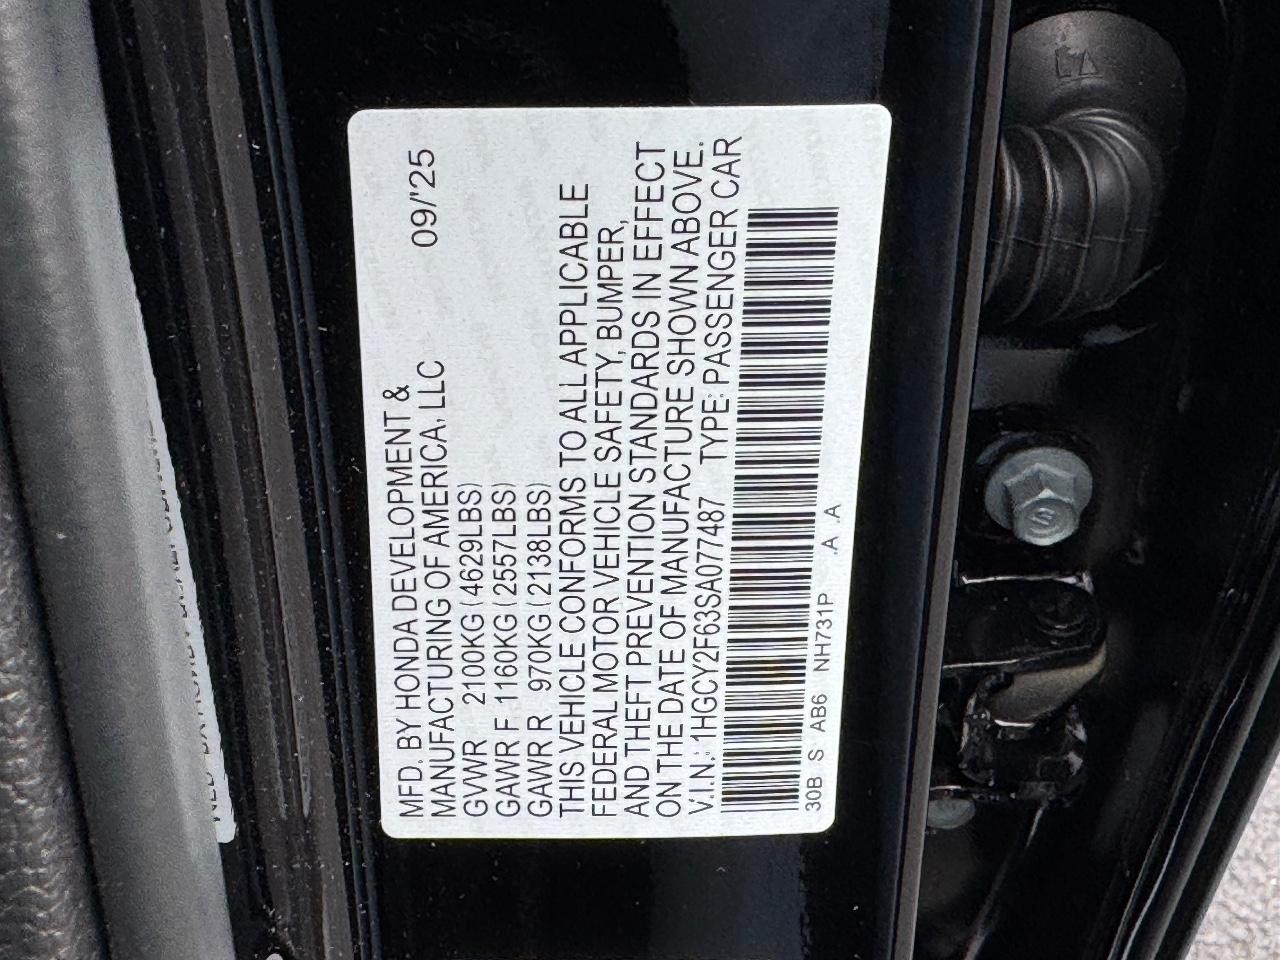 MFD. BY HONDA DEVELOPMENT &
MANUFACTURING OF AMERICA, LLC 09/'25
GVWR 2100KG (4629LBS)
GAWR F 1160KG (2557LBS)
GAWR R 970KG (2138LBS)
THIS VEHICLE CONFORMS TO ALL APPLICABLE
FEDERAL MOTOR VEHICLE SAFETY, BUMPER,
AND THEFT PREVENTION STANDARDS IN EFFECT
ON THE DATE OF MANUFACTURE SHOWN ABOVE.
V.I.N.: 1HGCY2F63SA077487 TYPE: PASSENGER CAR
30B S AB6 NH731P .A .A